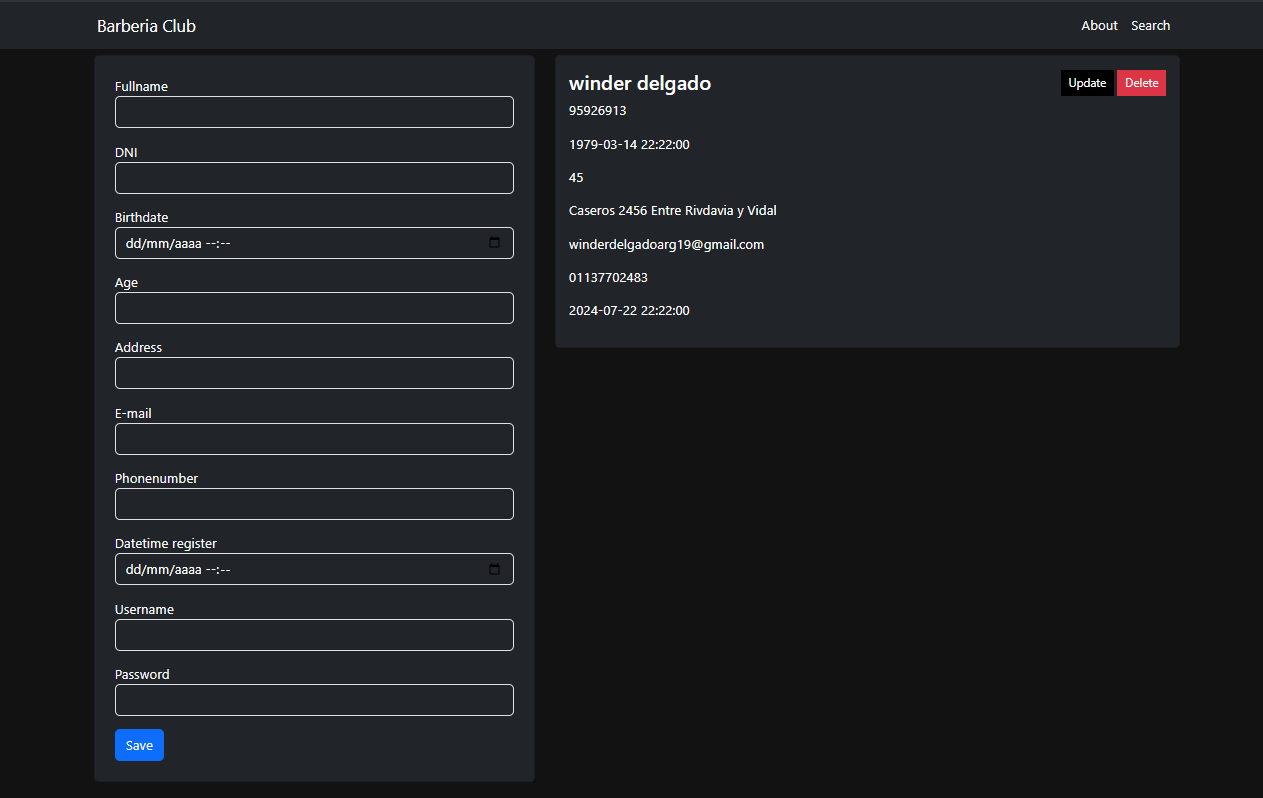 Barberia Club
About Search
Fullname
DNI
Birthdate
dd/mm/aaaa --:--
Age
Address
E-mail
Phonenumber
Datetime register
dd/mm/aaaa --:--
Username
Password
Save
winder delgado
Update Delete
95926913
1979-03-14 22:22:00
45
Caseros 2456 Entre Rivdavia y Vidal
winderdelgadoarg19@gmail.com
01137702483
2024-07-22 22:22:00